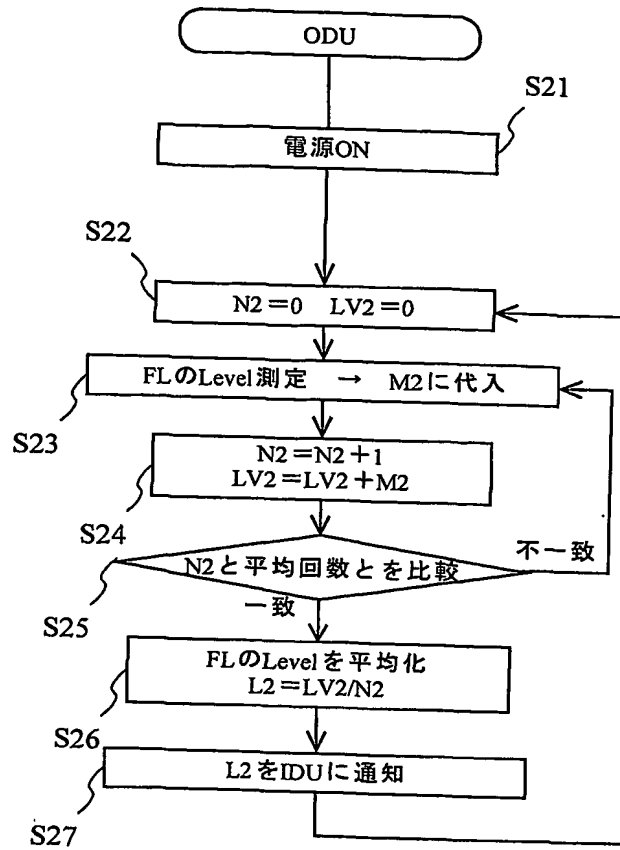 ODU
S21
電源ON
S22
N2=0 LV2=0
FLのLevel測定 → M2に代入
S23
N2=N2+1
LV2=LV2+M2
S24
不一致
N2と平均回数とを比較
S25
一致
FLのLevelを平均化
L2=LV2/N2
S26
L2をIDUに通知
S27